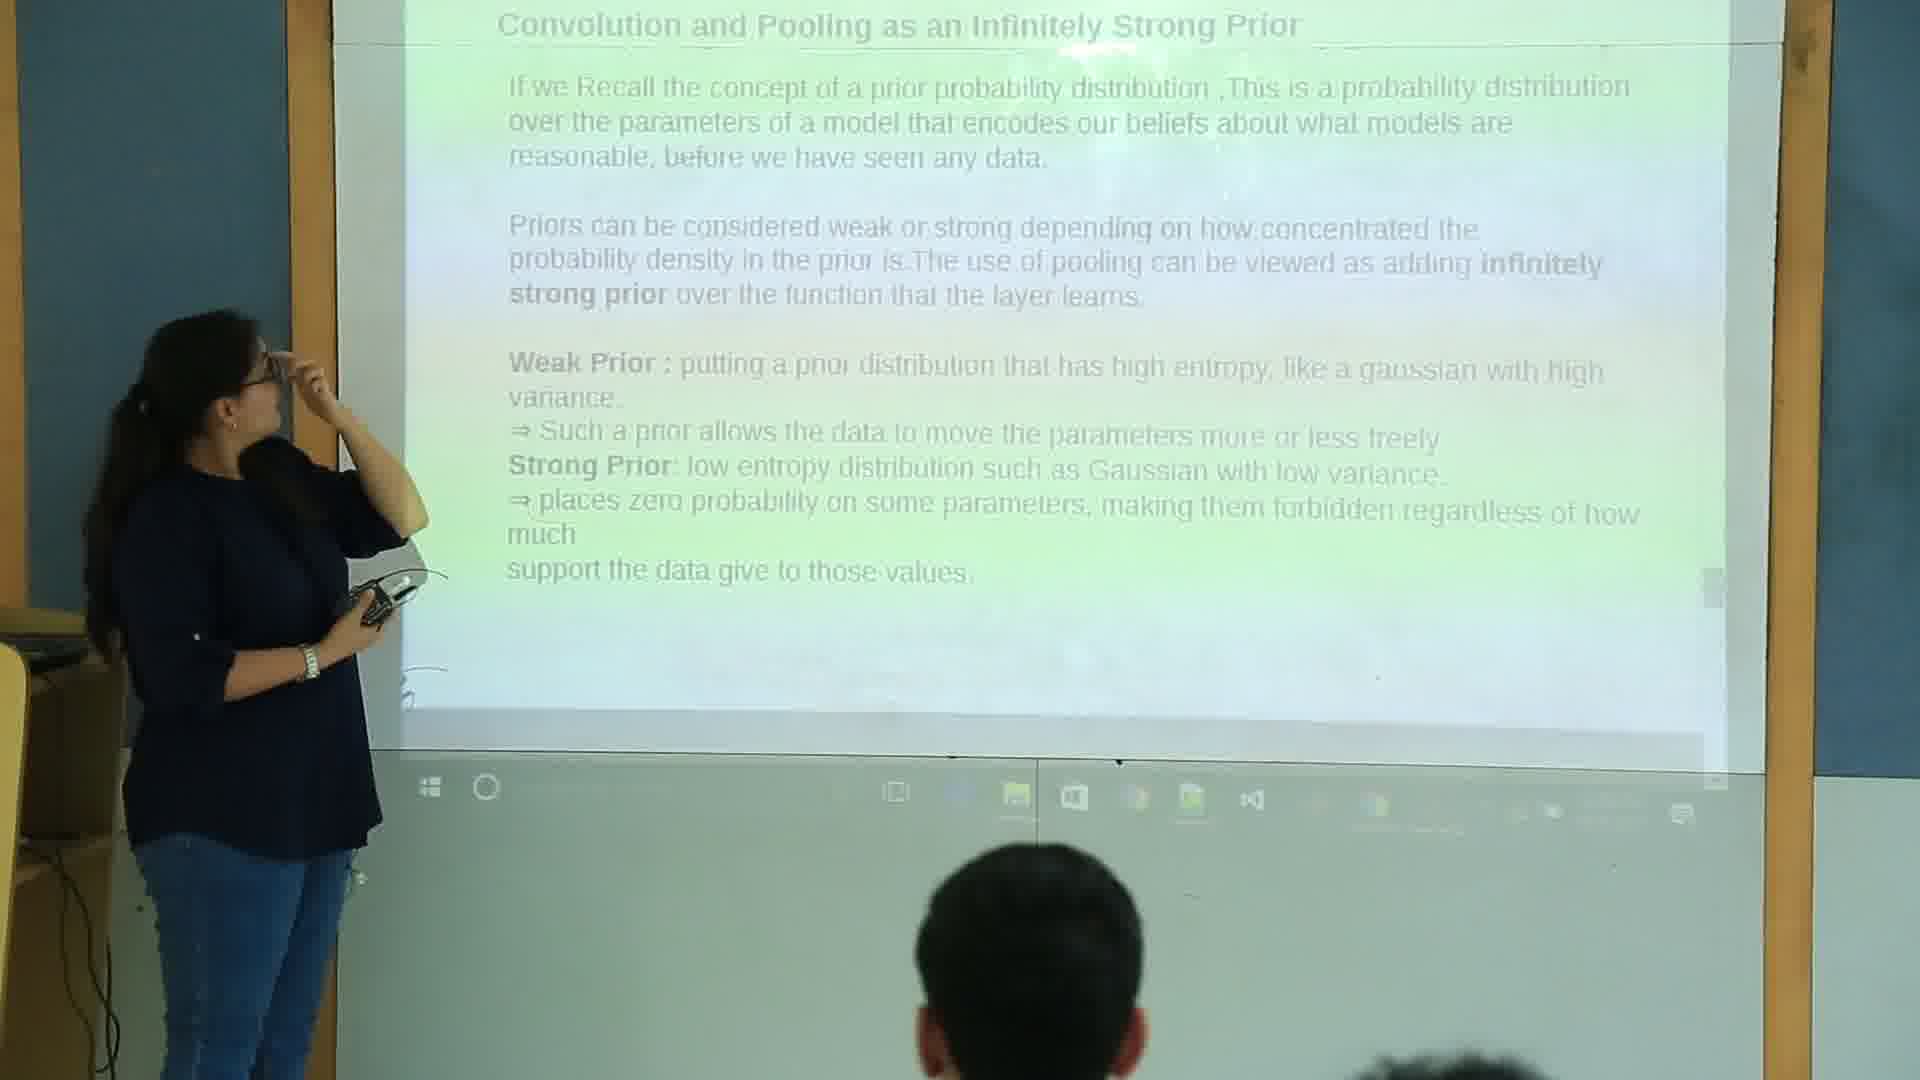 Convolution and Pooling as an Infinitely Strong Prior
If we Recall the concept of a prior probability distribution ,This is a probability distribution
over the parameters of a model that encodes our beliefs about what models are
reasonable, before we have seen any data.
Priors can be considered weak or strong depending on how concentrated the
probability density in the prior is.The use of pooling can be viewed as adding infinitely
strong prior over the function that the layer learns.
Weak Prior : putting a prior distribution that has high entropy, like a gaussian with high
variance.
⇒ Such a prior allows the data to move the parameters more or less freely
Strong Prior: low entropy distribution such as Gaussian with low variance.
⇒ places zero probability on some parameters, making them forbidden regardless of how
much
support the data give to those values.